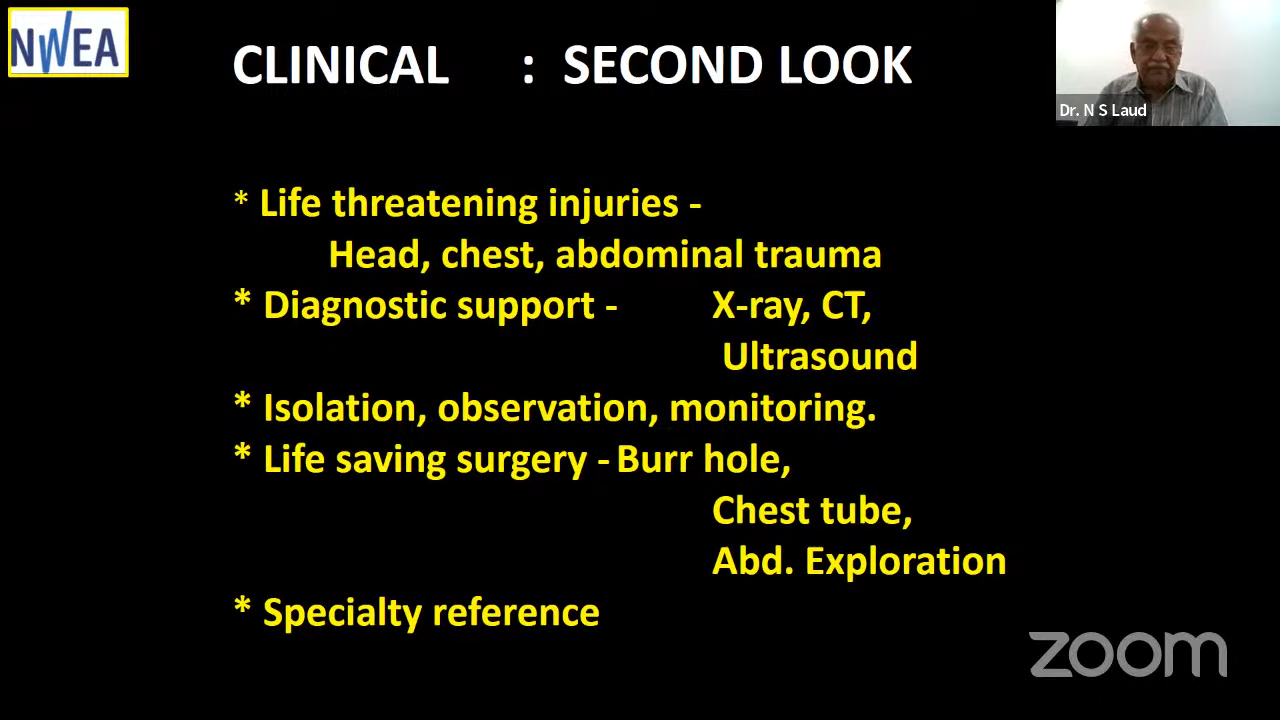 NWEA
CLINICAL : SECOND LOOK
Dr. N S Laud
* Life threatening injuries -
Head, chest, abdominal trauma
* Diagnostic support - X-ray, CT,
Ultrasound
* Isolation, observation, monitoring.
* Life saving surgery - Burr hole,
Chest tube,
Abd. Exploration
* Specialty reference
zoom